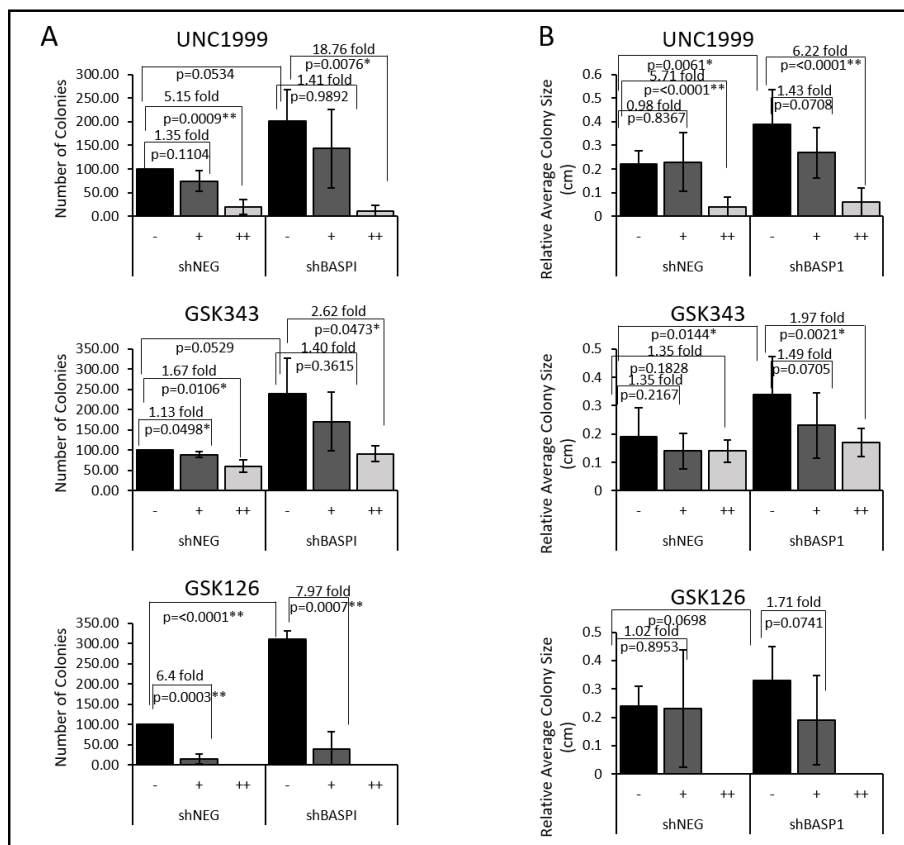 A
UNC1999
18.76 fold
p=0.0076*
p=0.0534
1.41 fold
p=0.9892
5.15 fold
p=0.0009**
1.35 fold
p=0.1104
Number of Colonies
300.00
250.00
200.00
150.00
100.00
50.00
0.00
- + ++ - + ++
shNEG shBASPI
GSK343
2.62 fold
p=0.0473*
p=0.0529
1.40 fold
p=0.3615
1.67 fold
p=0.0106*
1.13 fold
p=0.0498*
Number of Colonies
350.00
300.00
250.00
200.00
150.00
100.00
50.00
0.00
- + ++ - + ++
shNEG shBASPI
GSK126
7.97 fold
p=0.0007**
p=<0.0001**
6.4 fold
p=0.0003**
Number of Colonies
350.00
300.00
250.00
200.00
150.00
100.00
50.00
0.00
- + ++ - + ++
shNEG shBASPI
B
UNC1999
6.22 fold
p=<0.0001**
p=0.0061*
5.71 fold
p=<0.0001**
1.43 fold
p=0.0708
0.98 fold
p=0.8367
Relative Average Colony Size
(cm)
0.6
0.5
0.4
0.3
0.2
0.1
0
- + ++ - + ++
shNEG shBASP1
GSK343
1.97 fold
p=0.0021*
p=0.0144*
1.35 fold
p=0.1828
1.49 fold
p=0.0705
1.35 fold
p=0.2167
Relative Average Colony Size
(cm)
0.5
0.4
0.3
0.2
0.1
0
- + ++ - + ++
shNEG shBASP1
GSK126
1.71 fold
p=0.0741
p=0.0698
1.02 fold
p=0.8953
Relative Average Colony Size
(cm)
0.5
0.4
0.3
0.2
0.1
0
- + ++ - + ++
shNEG shBASP1